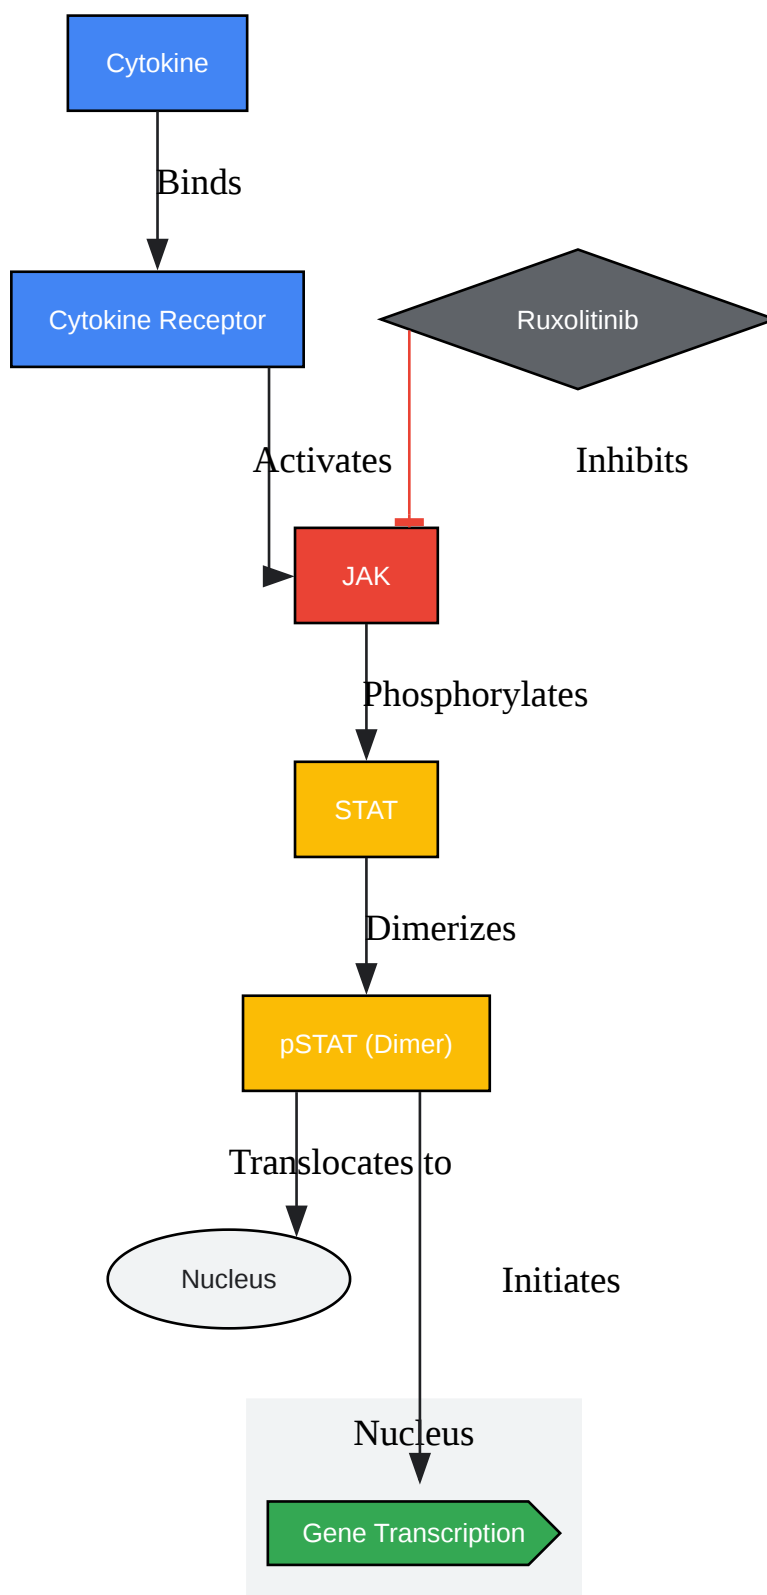 Cytokine
Binds
Cytokine Receptor
Ruxolitinib
Activates
Inhibits
JAK
Phosphorylates
STAT
Dimerizes
pSTAT (Dimer)
Translocates to
Nucleus
Initiates
Nucleus
Gene Transcription